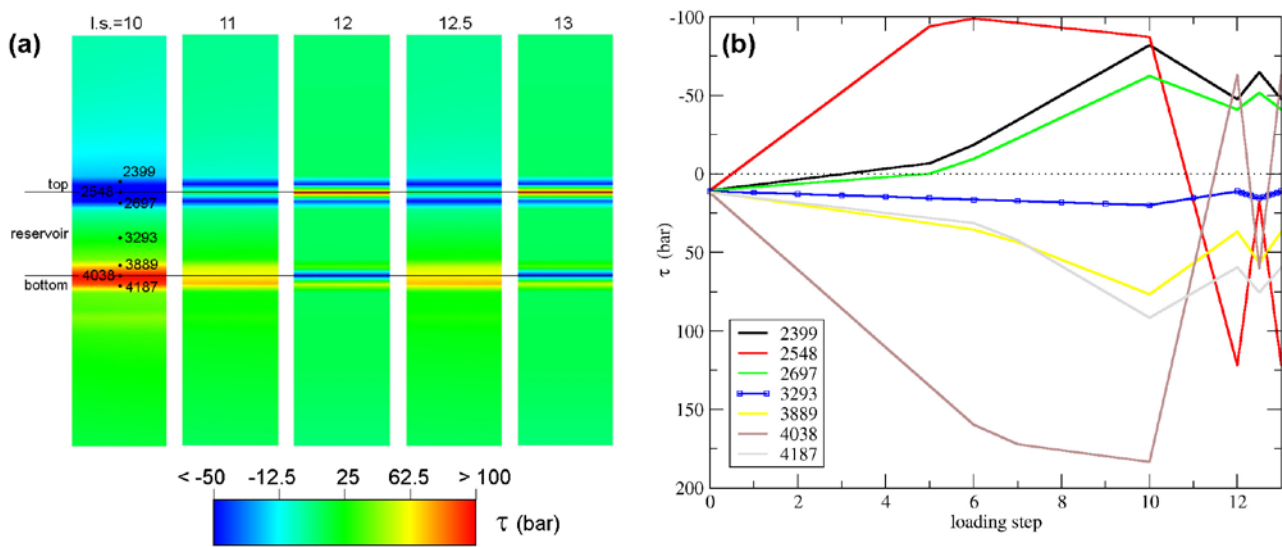 l.s.=10 11 12 12.5 13
(a)
2399
top
2548
2697
reservoir
3293
3889
4038
bottom
4187
< -50 -12.5 25 62.5 > 100
τ (bar)
(b)
-100
-50
0
50
100
150
200
τ (bar)
0 2 4 6 8 10 12
loading step
2399
2548
2697
3293
3889
4038
4187